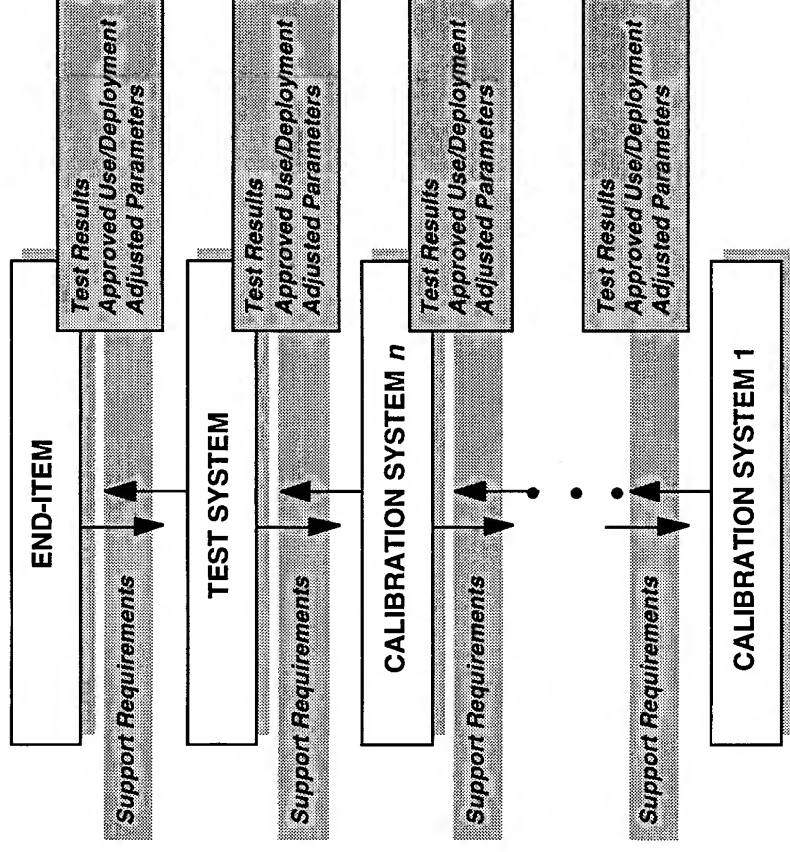 END-ITEM
Support Requirements
Test Results
Approved Use/Deployment
Adjusted Parameters
TEST SYSTEM
Support Requirements
Test Results
Approved Use/Deployment
Adjusted Parameters
CALIBRATION SYSTEM n
Support Requirements
Test Results
Approved Use/Deployment
Adjusted Parameters
Support Requirements
Test Results
Approved Use/Deployment
Adjusted Parameters
CALIBRATION SYSTEM 1